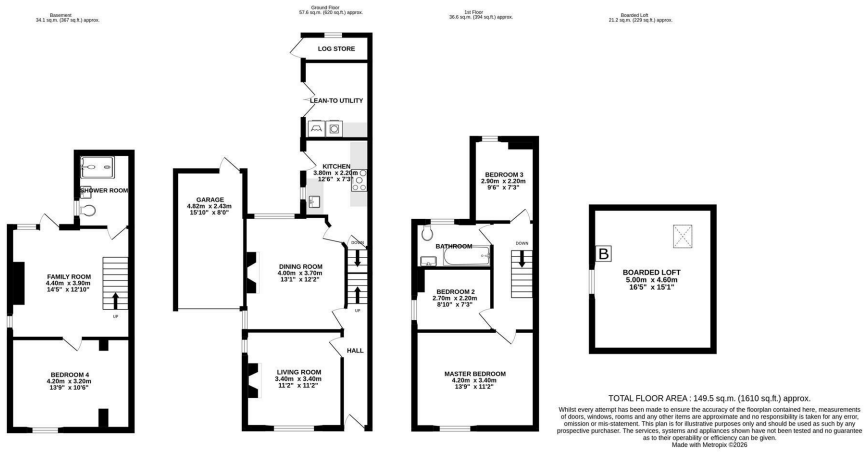 Basement
34.1 sq.m. (367 sq.ft.) approx.
Ground Floor
57.6 sq.m. (620 sq.ft.) approx.
1st Floor
36.6 sq.m. (394 sq.ft.) approx.
Boarded Loft
21.2 sq.m. (229 sq.ft.) approx.
SHOWER ROOM
FAMILY ROOM
4.40m x 3.90m
14'5" x 12'10"
UP
BEDROOM 4
4.20m x 3.20m
13'9" x 10'6"
LOG STORE
LEAN-TO UTILITY
KITCHEN
3.80m x 2.20m
12'6" x 7'3"
GARAGE
4.82m x 2.43m
15'10" x 8'0"
DINING ROOM
4.00m x 3.70m
13'1" x 12'2"
DOWN
UP
HALL
LIVING ROOM
3.40m x 3.40m
11'2" x 11'2"
BEDROOM 3
2.90m x 2.20m
9'6" x 7'3"
BATHROOM
DOWN
BEDROOM 2
2.70m x 2.20m
8'10" x 7'3"
MASTER BEDROOM
4.20m x 3.40m
13'9" x 11'2"
B
BOARDED LOFT
5.00m x 4.60m
16'5" x 15'1"
TOTAL FLOOR AREA : 149.5 sq.m. (1610 sq.ft.) approx.
Whilst every attempt has been made to ensure the accuracy of the floorplan contained here, measurements
of doors, windows, rooms and any other items are approximate and no responsibility is taken for any error,
omission or mis-statement. This plan is for illustrative purposes only and should be used as such by any
prospective purchaser. The services, systems and appliances shown have not been tested and no guarantee
as to their operability or efficiency can be given.
Made with Metropix ©2026